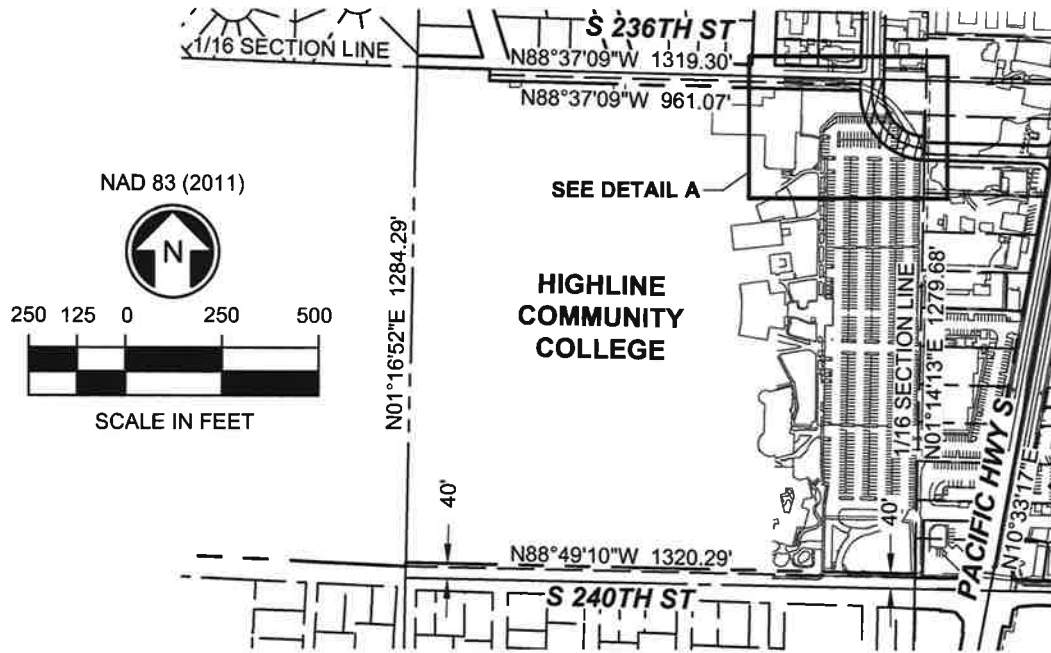 S 236TH ST
1/16 SECTION LINE
N88°37'09"W 1319.30'
N88°37'09"W 961.07'
NAD 83 (2011)
N
SEE DETAIL A
250 125 0 250 500
SCALE IN FEET
N01°16'52"E 1284.29'
HIGHLINE
COMMUNITY
COLLEGE
1/16 SECTION LINE
N01°14'13"E 1279.68'
PACIFIC HWY S
N10°33'17"E
40'
40'
N88°49'10"W 1320.29'
S 240TH ST